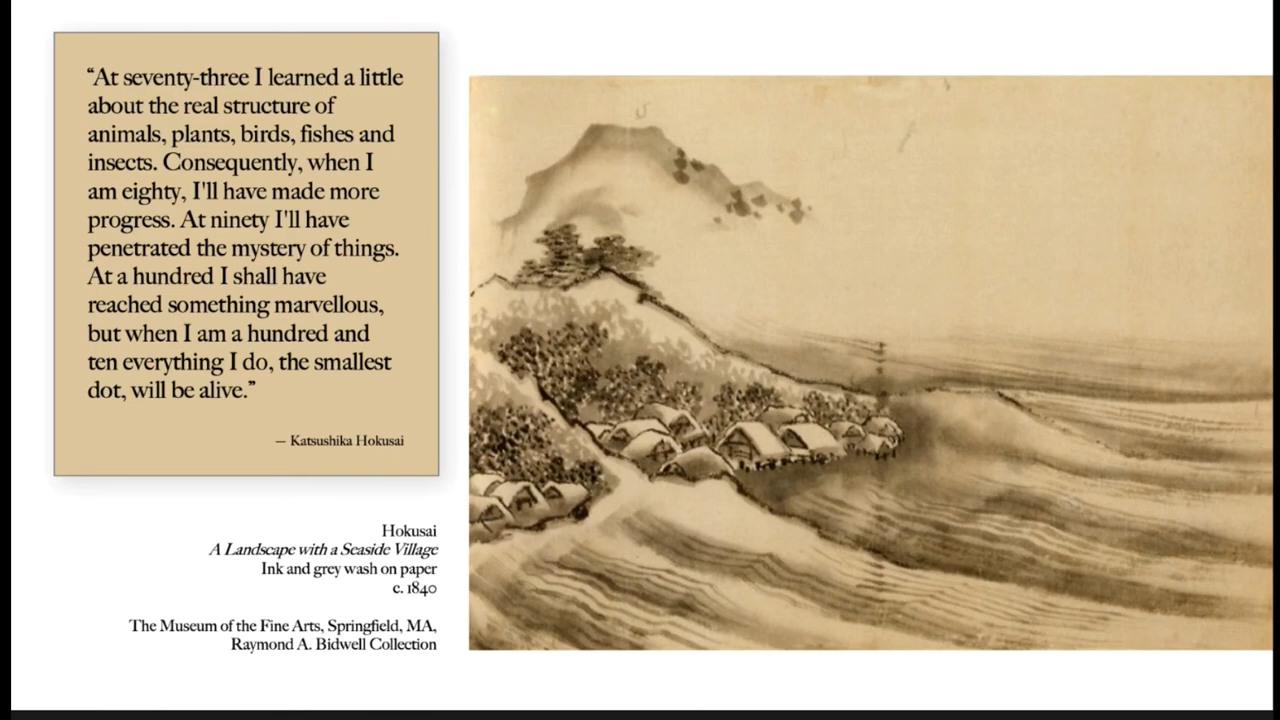 “At seventy-three I learned a little
about the real structure of
animals, plants, birds, fishes and
insects. Consequently, when I
am eighty, I'll have made more
progress. At ninety I'll have
penetrated the mystery of things.
At a hundred I shall have
reached something marvellous,
but when I am a hundred and
ten everything I do, the smallest
dot, will be alive.”
— Katsushika Hokusai
Hokusai
A Landscape with a Seaside Village
Ink and grey wash on paper
c. 1840
The Museum of the Fine Arts, Springfield, MA,
Raymond A. Bidwell Collection